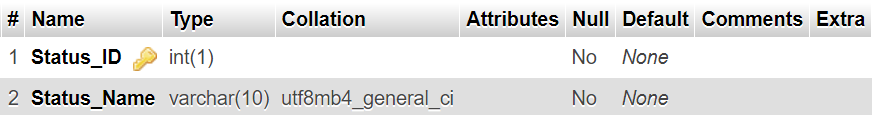 # Name Type Collation Attributes Null Default Comments Extra
1 Status_ID int(1) No None
2 Status_Name varchar(10) utf8mb4_general_ci No None